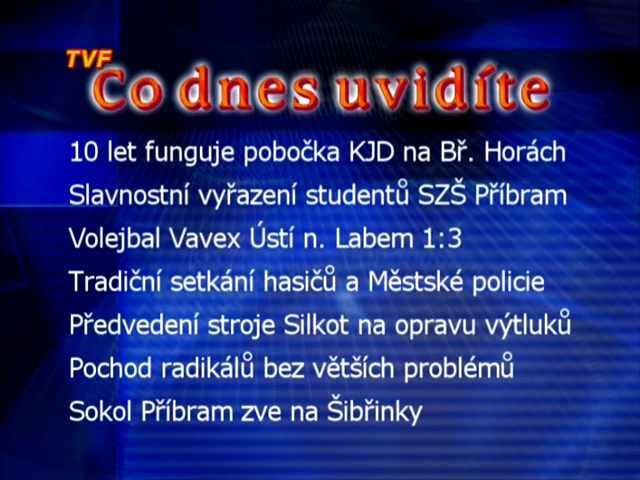 TVF
Co dnes uvidíte
10 let funguje pobočka KJD na Bř. Horách
Slavnostní vyřazení studentů SZŠ Příbram
Volejbal Vavex Ústí n. Labem 1:3
Tradiční setkání hasičů a Městské policie
Předvedení stroje Silkot na opravu výtluků
Pochod radikálů bez větších problémů
Sokol Příbram zve na Šibřinky